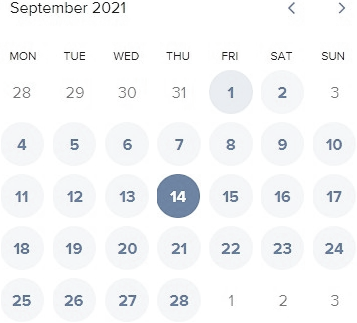 September 2021
MON TUE WED THU FRI SAT SUN
28 29 30 31 1 2 3
4 5 6 7 8 9 10
11 12 13 14 15 16 17
18 19 20 21 22 23 24
25 26 27 28 1 2 3